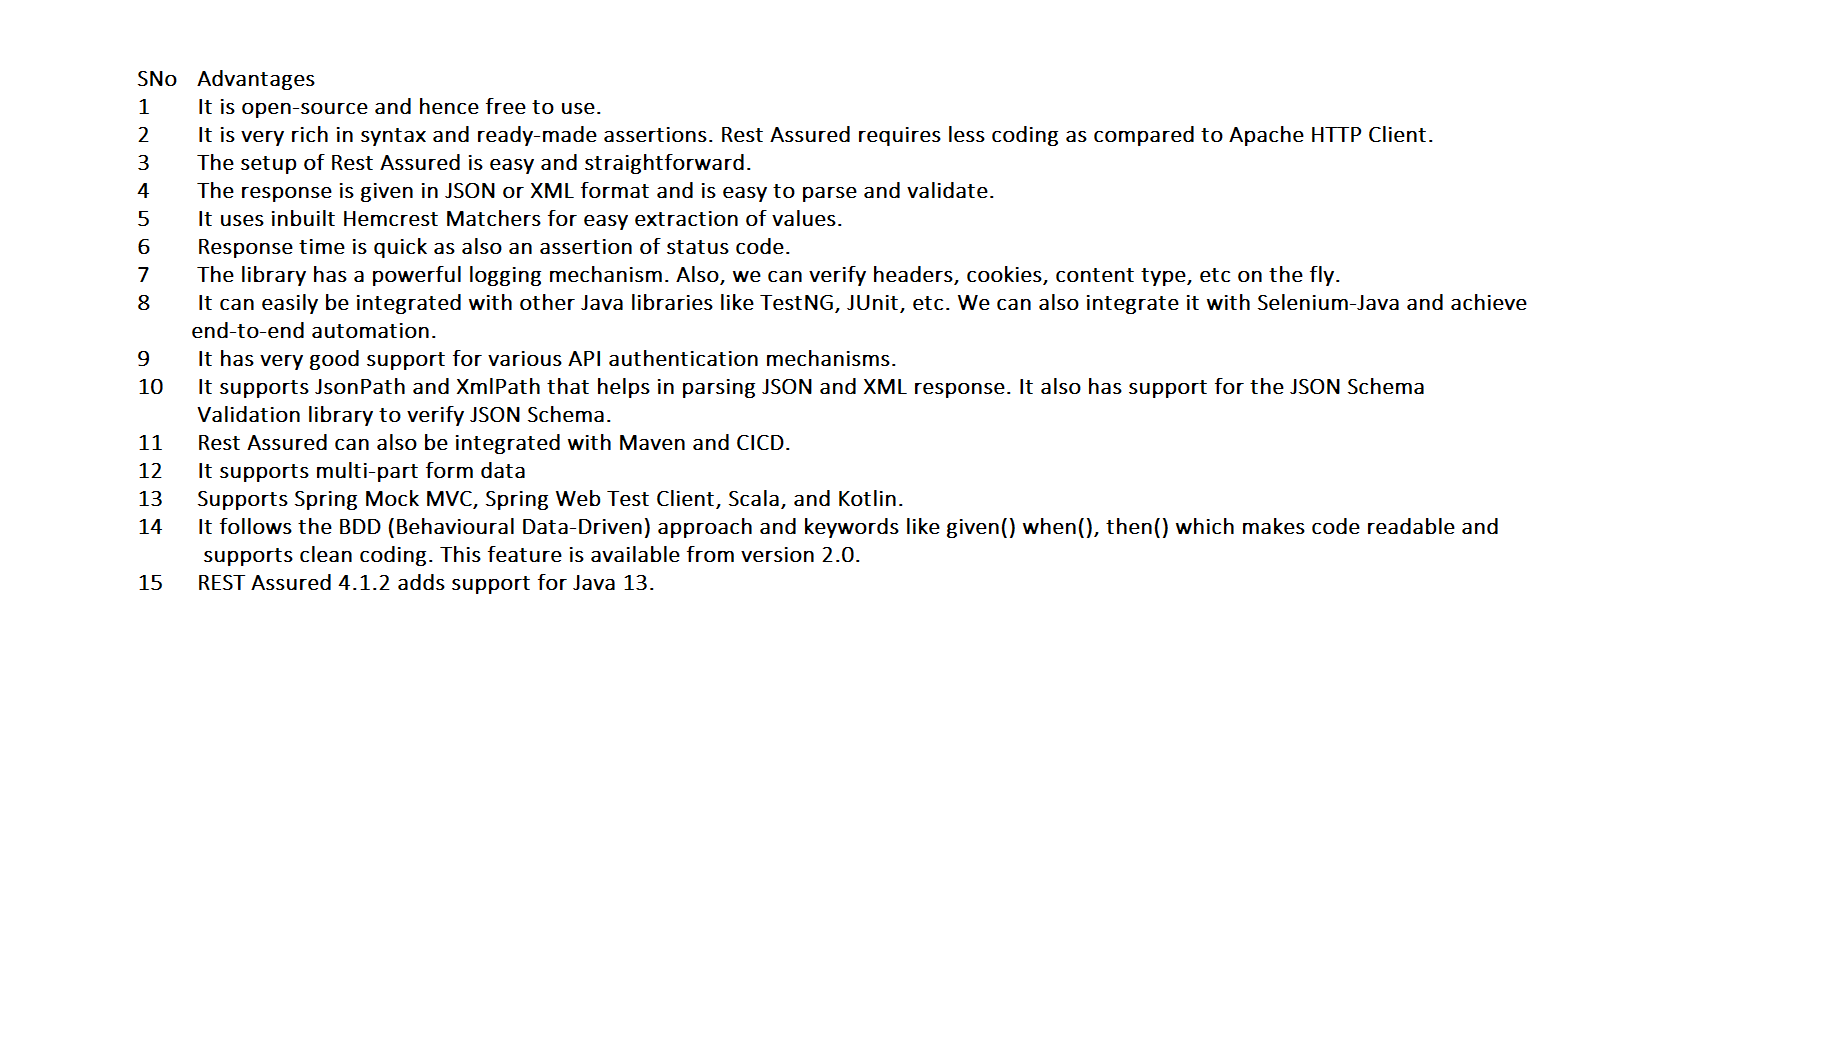 SNo Advantages
1 It is open-source and hence free to use.
2 It is very rich in syntax and ready-made assertions. Rest Assured requires less coding as compared to Apache HTTP Client.
3 The setup of Rest Assured is easy and straightforward.
4 The response is given in JSON or XML format and is easy to parse and validate.
5 It uses inbuilt Hemcrest Matchers for easy extraction of values.
6 Response time is quick as also an assertion of status code.
7 The library has a powerful logging mechanism. Also, we can verify headers, cookies, content type, etc on the fly.
8 It can easily be integrated with other Java libraries like TestNG, JUnit, etc. We can also integrate it with Selenium-Java and achieve
end-to-end automation.
9 It has very good support for various API authentication mechanisms.
10 It supports JsonPath and XmlPath that helps in parsing JSON and XML response. It also has support for the JSON Schema
Validation library to verify JSON Schema.
11 Rest Assured can also be integrated with Maven and CICD.
12 It supports multi-part form data
13 Supports Spring Mock MVC, Spring Web Test Client, Scala, and Kotlin.
14 It follows the BDD (Behavioural Data-Driven) approach and keywords like given() when(), then() which makes code readable and
supports clean coding. This feature is available from version 2.0.
15 REST Assured 4.1.2 adds support for Java 13.